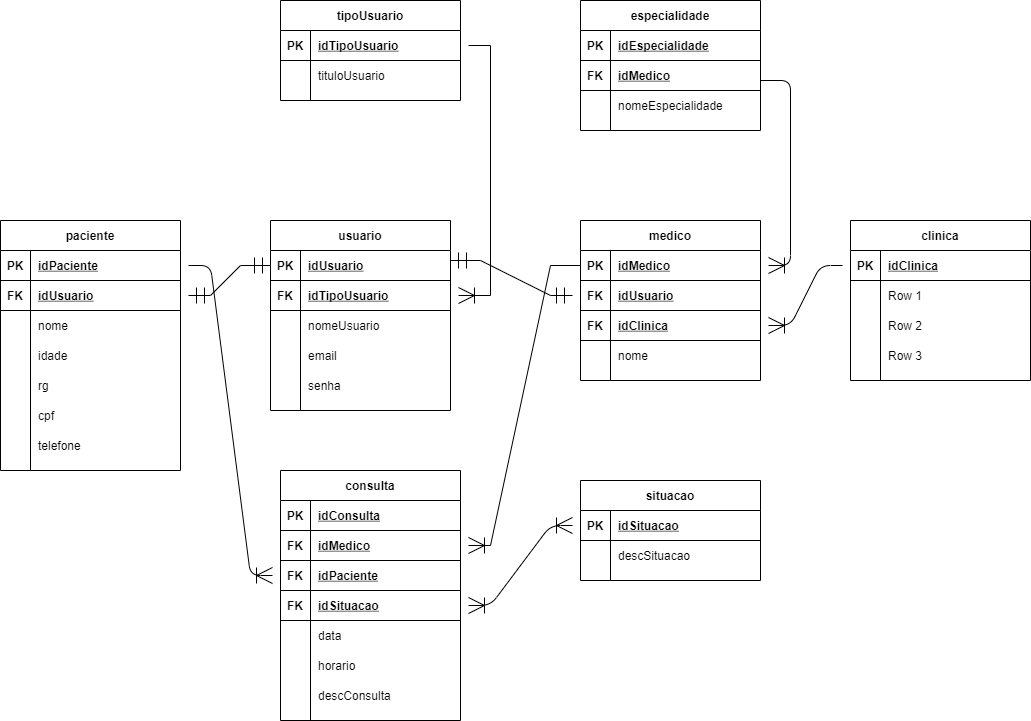 tipoUsuario
PK idTipoUsuario
tituloUsuario
especialidade
PK idEspecialidade
FK idMedico
nomeEspecialidade
paciente
PK idPaciente
FK idUsuario
nome
idade
rg
cpf
telefone
usuario
PK idUsuario
FK idTipoUsuario
nomeUsuario
email
senha
medico
PK idMedico
FK idUsuario
FK idClinica
nome
clinica
PK idClinica
Row 1
Row 2
Row 3
consulta
PK idConsulta
FK idMedico
FK idPaciente
FK idSituacao
data
horario
descConsulta
situacao
PK idSituacao
descSituacao